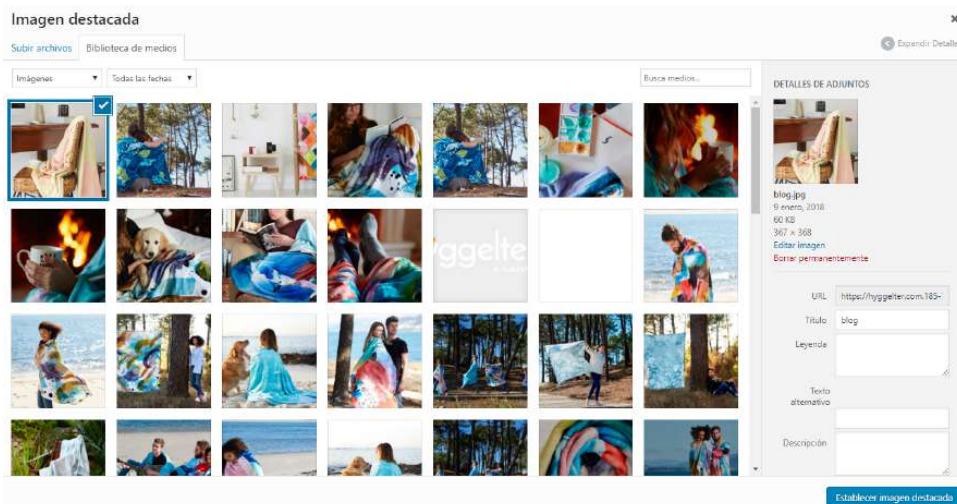 Imagen destacada
Subir archivos
Biblioteca de medios
Expandir Detalle
Imágenes
Todas las fechas
Busca medios...
DETALLES DE ADJUNTOS
blog.jpg
9 enero, 2018
60 KB
367 × 368
Editar imagen
Borrar permanentemente
URL
https://hyggelter.com.185-
Título
blog
Leyenda
Texto
alternativo
Descripción
yggelte
Establecer imagen destacada